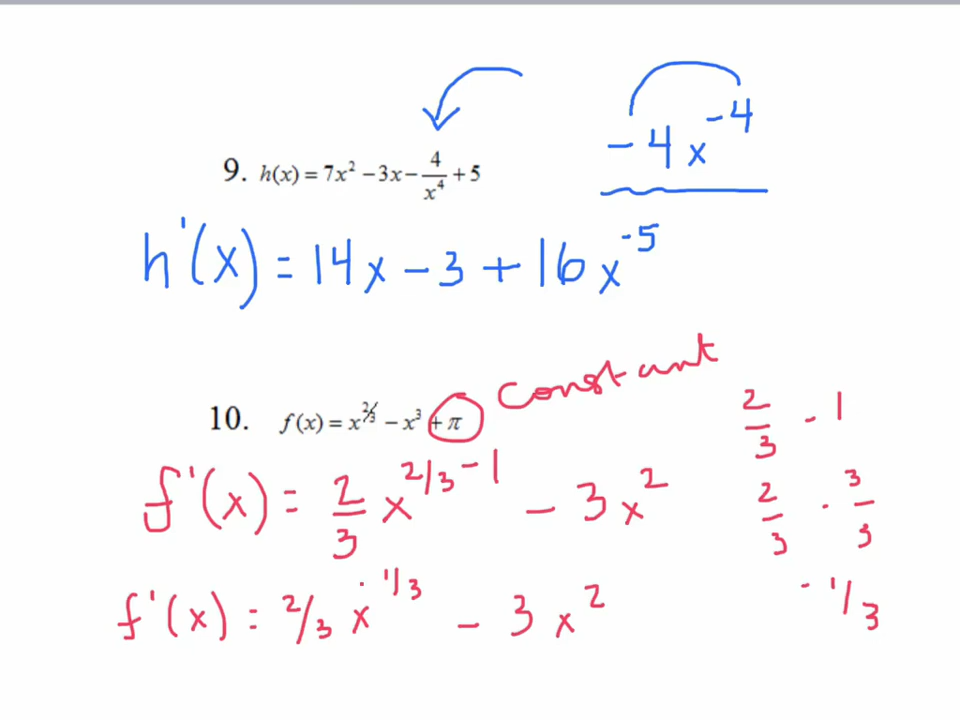 -4x^-4
9. h(x) = 7x² − 3x − 4/x⁴ + 5
h'(x) = 14x - 3 + 16x^-5
constant
10. f(x) = x^(2/3) − x³ + π
2/3 - 1
f'(x) = 2/3 x^(2/3 - 1) - 3x²
2/3 - 3/3
f'(x) = 2/3 x^(-1/3) - 3x²
-1/3